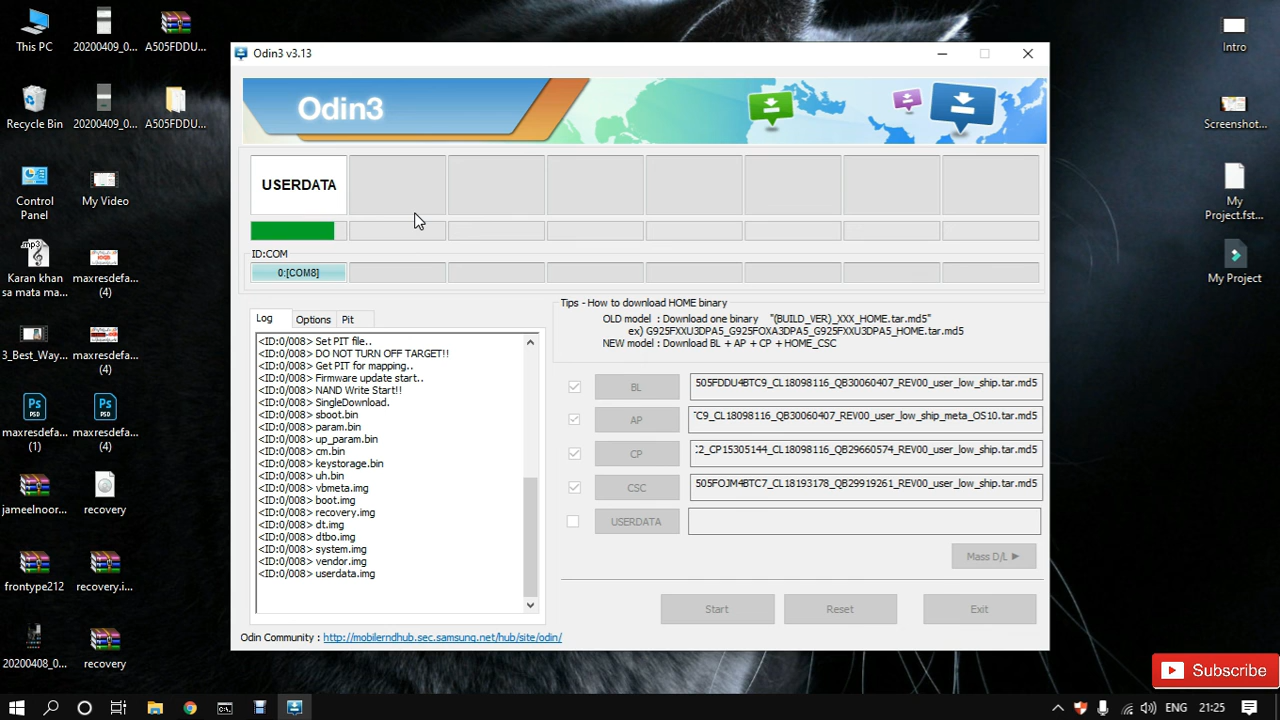 This PC
20200409_0...
A505FDDU...
Recycle Bin
20200409_0...
A505FDDU...
Control
Panel
My Video
mp3
Karan khan
sa mata ma...
maxresdefa...
(4)
3_Best_Way...
maxresdefa...
(4)
maxresdefa...
(1)
maxresdefa...
(4)
jameelnoor...
recovery
frontype212
recovery.i...
20200408_0...
recovery
Odin3 v3.13
Odin3
USERDATA
ID:COM
0:[COM8]
Log
Options
Pit
<ID:0/008> Set PIT file..
<ID:0/008> DO NOT TURN OFF TARGET!!
<ID:0/008> Get PIT for mapping..
<ID:0/008> Firmware update start..
<ID:0/008> NAND Write Start!!
<ID:0/008> SingleDownload.
<ID:0/008> sboot.bin
<ID:0/008> param.bin
<ID:0/008> up_param.bin
<ID:0/008> cm.bin
<ID:0/008> keystorage.bin
<ID:0/008> uh.bin
<ID:0/008> vbmeta.img
<ID:0/008> boot.img
<ID:0/008> recovery.img
<ID:0/008> dt.img
<ID:0/008> dtbo.img
<ID:0/008> system.img
<ID:0/008> vendor.img
<ID:0/008> userdata.img
Tips - How to download HOME binary
OLD model : Download one binary "(BUILD_VER)_XXX_HOME.tar.md5"
ex) G925FXXU3DPA5_G925FOXA3DPA5_G925FXXU3DPA5_HOME.tar.md5
NEW model : Download BL + AP + CP + HOME_CSC
BL
505FDDU4BTC9_CL18098116_QB30060407_REV00_user_low_ship.tar.md5
AP
C9_CL18098116_QB30060407_REV00_user_low_ship_meta_OS10.tar.md5
CP
2_CP15305144_CL18098116_QB29660574_REV00_user_low_ship.tar.md5
CSC
505FOJM4BTC7_CL18193178_QB29919261_REV00_user_low_ship.tar.md5
USERDATA
Mass D/L
Start
Reset
Exit
Odin Community : http://mobilerndhub.sec.samsung.net/hub/site/odin/
Intro
Screenshot...
My
Project.fst...
My Project
Subscribe
ENG
21:25